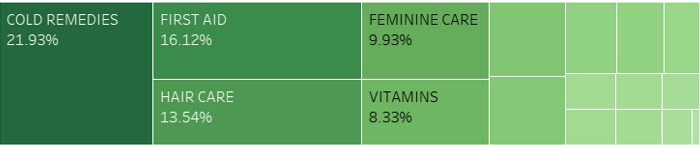 COLD REMEDIES
21.93%
FIRST AID
16.12%
HAIR CARE
13.54%
FEMININE CARE
9.93%
VITAMINS
8.33%